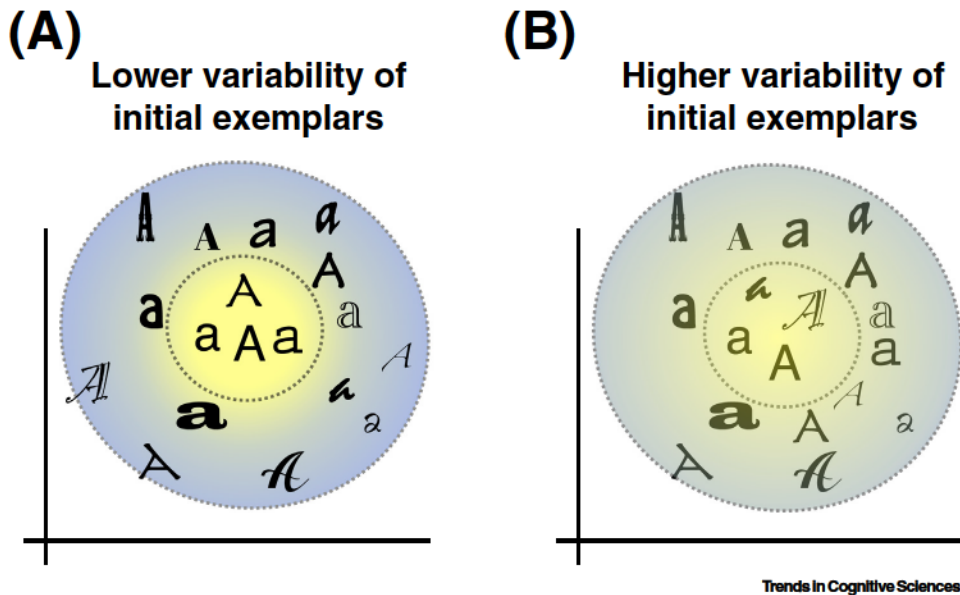 (A)
Lower variability of
initial exemplars
A
A
a
a
A
A
a
a
a
A
a
A
A
a
a
a
A
A
(B)
Higher variability of
initial exemplars
A
A
a
a
A
a
A
a
a
a
A
a
A
a
A
a
A
A
Trends in Cognitive Sciences